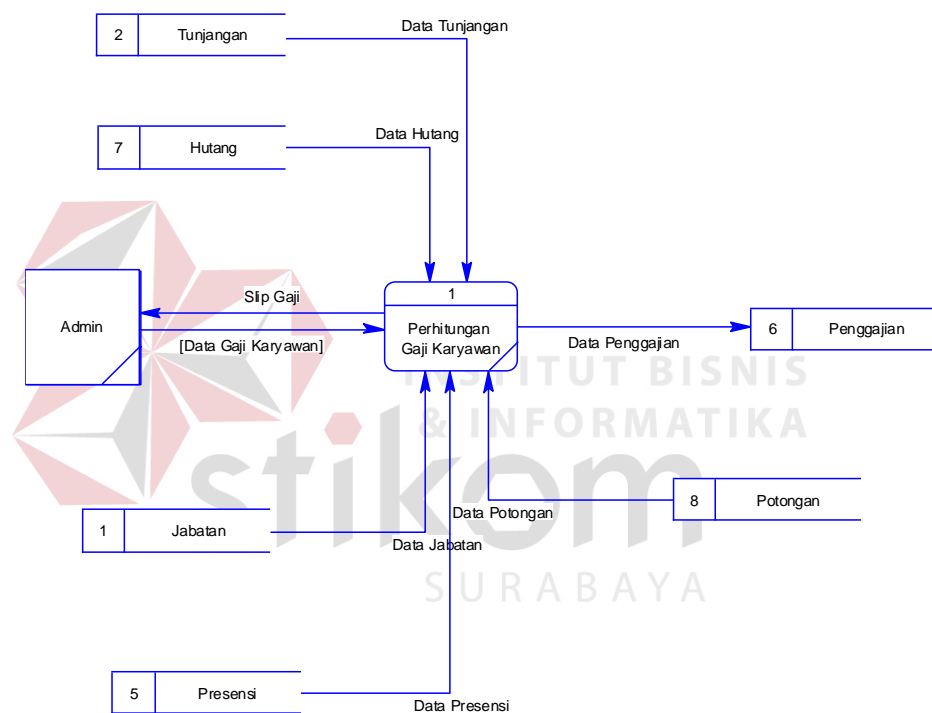 2 Tunjangan
Data Tunjangan
7 Hutang
Data Hutang
Admin
Slip Gaji
[Data Gaji Karyawan]
1
Perhitungan
Gaji Karyawan
Data Penggajian
6 Penggajian
INSTITUT BISNIS
& INFORMATIKA
stikom
SURABAYA
8 Potongan
Data Potongan
1 Jabatan
Data Jabatan
5 Presensi
Data Presensi